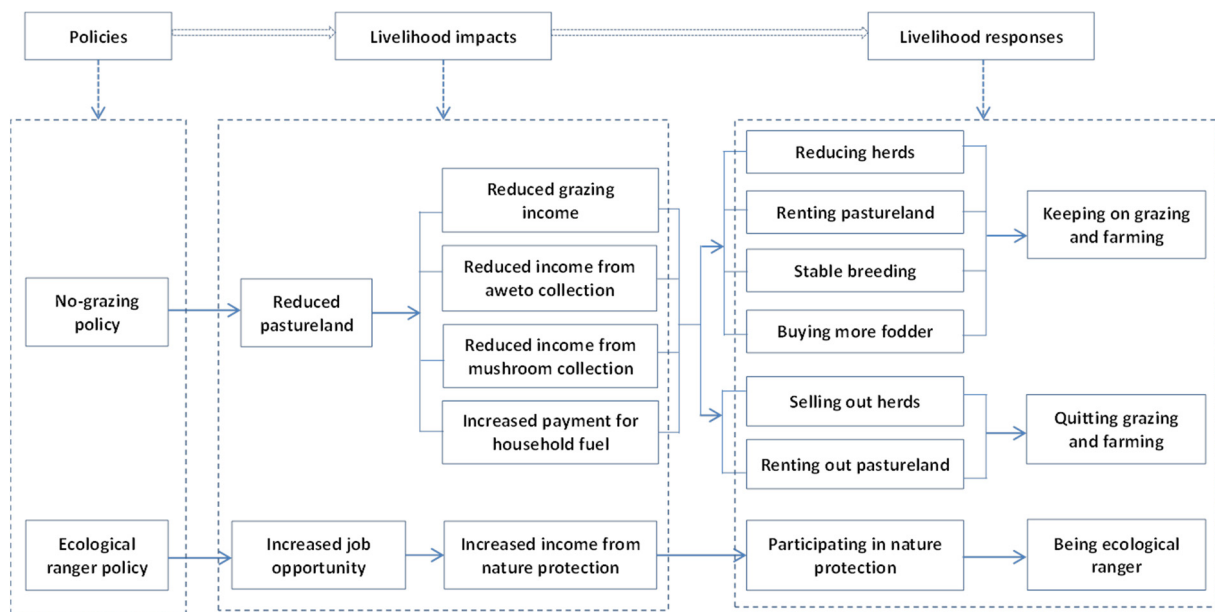 Policies
Livelihood impacts
Livelihood responses
No-grazing
policy
Reduced
pastureland
Reduced grazing
income
Reduced income from
aweto collection
Reduced income from
mushroom collection
Increased payment for
household fuel
Reducing herds
Renting pastureland
Stable breeding
Buying more fodder
Selling out herds
Renting out pastureland
Keeping on grazing
and farming
Quitting grazing
and farming
Ecological
ranger policy
Increased job
opportunity
Increased income from
nature protection
Participating in nature
protection
Being ecological
ranger